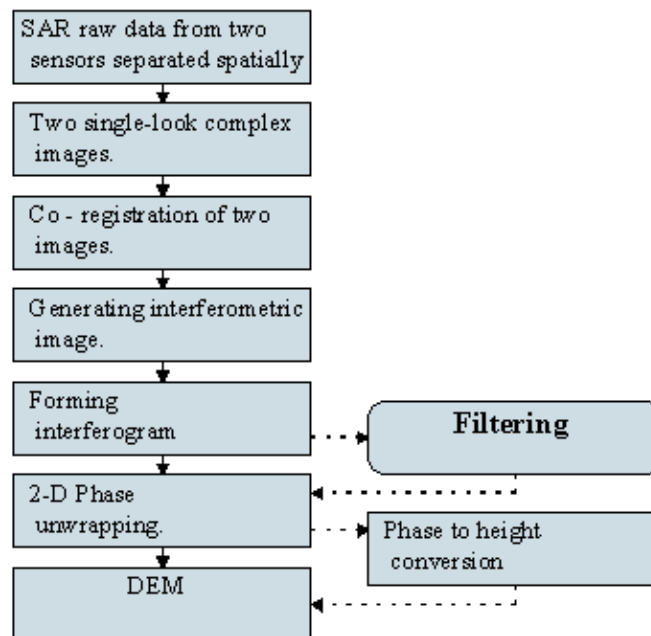 SAR raw data from two
sensors separated spatially
Two single-look complex
images.
Co - registration of two
images.
Generating interferometric
image.
Forming
interferogram
Filtering
2-D Phase
unwrapping.
Phase to height
conversion
DEM